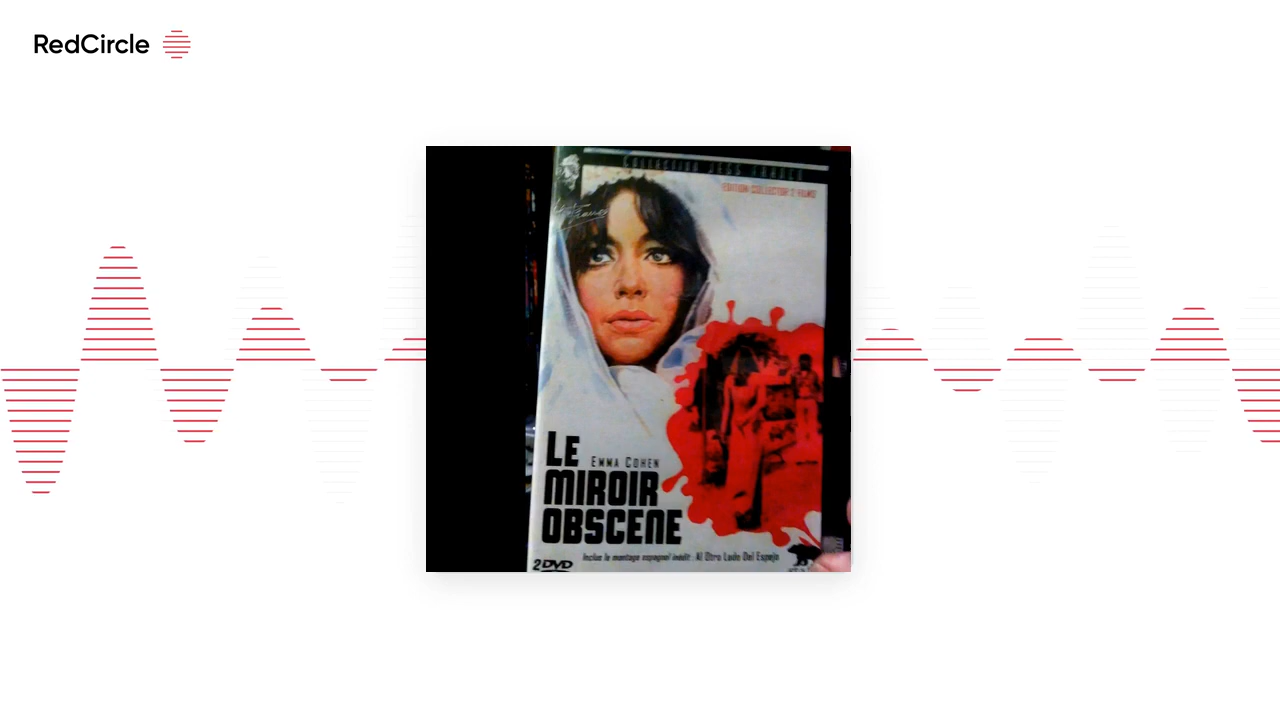 RedCircle
COLLECTION JESS FRANCO
EDITION COLLECTOR 2 FILMS
LE
EMMA COHEN
MIROIR
OBSCENE
Inclus le montage espagnol inédit : Al Otro Lado Del Espejo
2 DVD